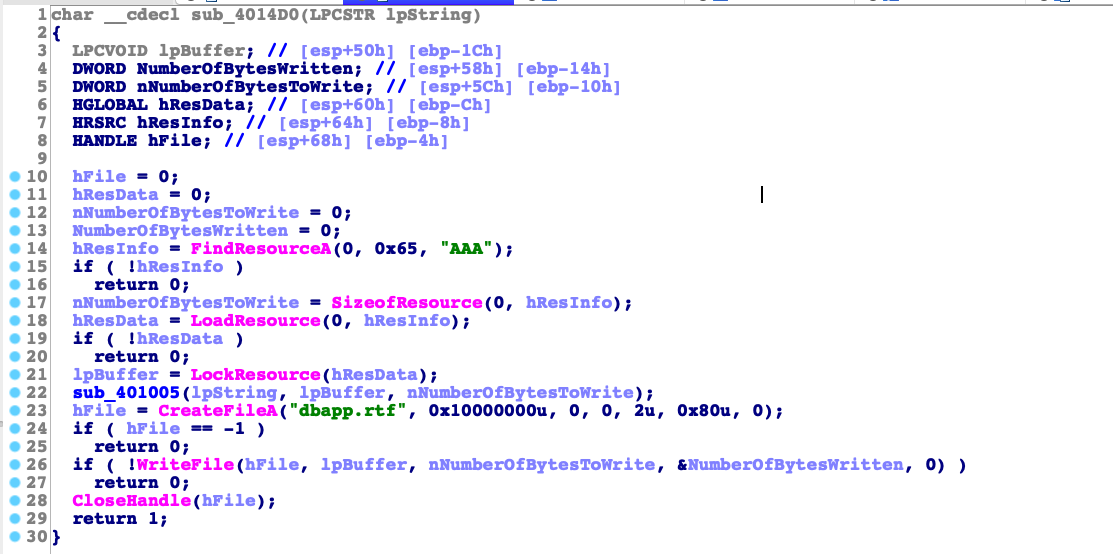 1 char __cdecl sub_4014D0(LPCSTR lpString)
2 {
3   LPCVOID lpBuffer; // [esp+50h] [ebp-1Ch]
4   DWORD NumberOfBytesWritten; // [esp+58h] [ebp-14h]
5   DWORD nNumberOfBytesToWrite; // [esp+5Ch] [ebp-10h]
6   HGLOBAL hResData; // [esp+60h] [ebp-Ch]
7   HRSRC hResInfo; // [esp+64h] [ebp-8h]
8   HANDLE hFile; // [esp+68h] [ebp-4h]
9
10   hFile = 0;
11   hResData = 0;
12   nNumberOfBytesToWrite = 0;
13   NumberOfBytesWritten = 0;
14   hResInfo = FindResourceA(0, 0x65, "AAA");
15   if ( !hResInfo )
16     return 0;
17   nNumberOfBytesToWrite = SizeofResource(0, hResInfo);
18   hResData = LoadResource(0, hResInfo);
19   if ( !hResData )
20     return 0;
21   lpBuffer = LockResource(hResData);
22   sub_401005(lpString, lpBuffer, nNumberOfBytesToWrite);
23   hFile = CreateFileA("dbapp.rtf", 0x10000000u, 0, 0, 2u, 0x80u, 0);
24   if ( hFile == -1 )
25     return 0;
26   if ( !WriteFile(hFile, lpBuffer, nNumberOfBytesToWrite, &NumberOfBytesWritten, 0) )
27     return 0;
28   CloseHandle(hFile);
29   return 1;
30 }